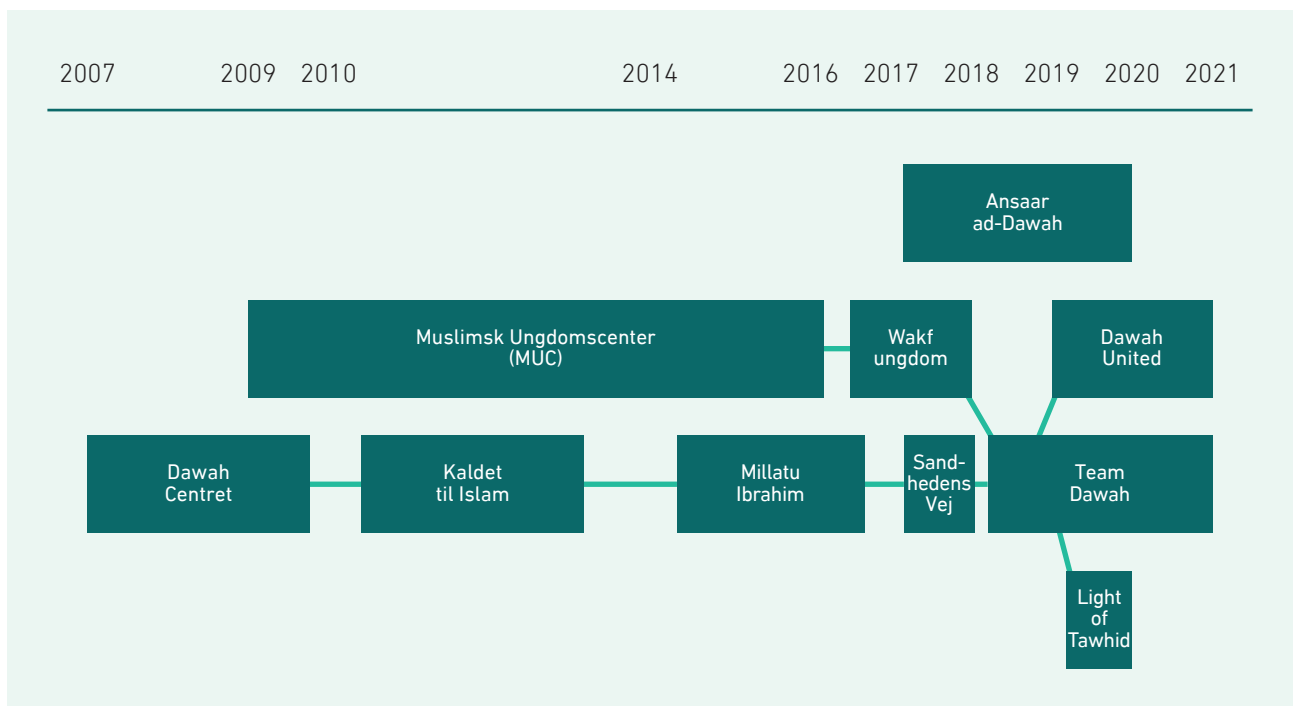 2007 2009 2010 2014 2016 2017 2018 2019 2020 2021
Ansaar
ad-Dawah
Muslimsk Ungdomscenter
(MUC)
Wakf
ungdom
Dawah
United
Dawah
Centret
Kaldet
til Islam
Millatu
Ibrahim
Sand-
hedens
Vej
Team
Dawah
Light
of
Tawhid